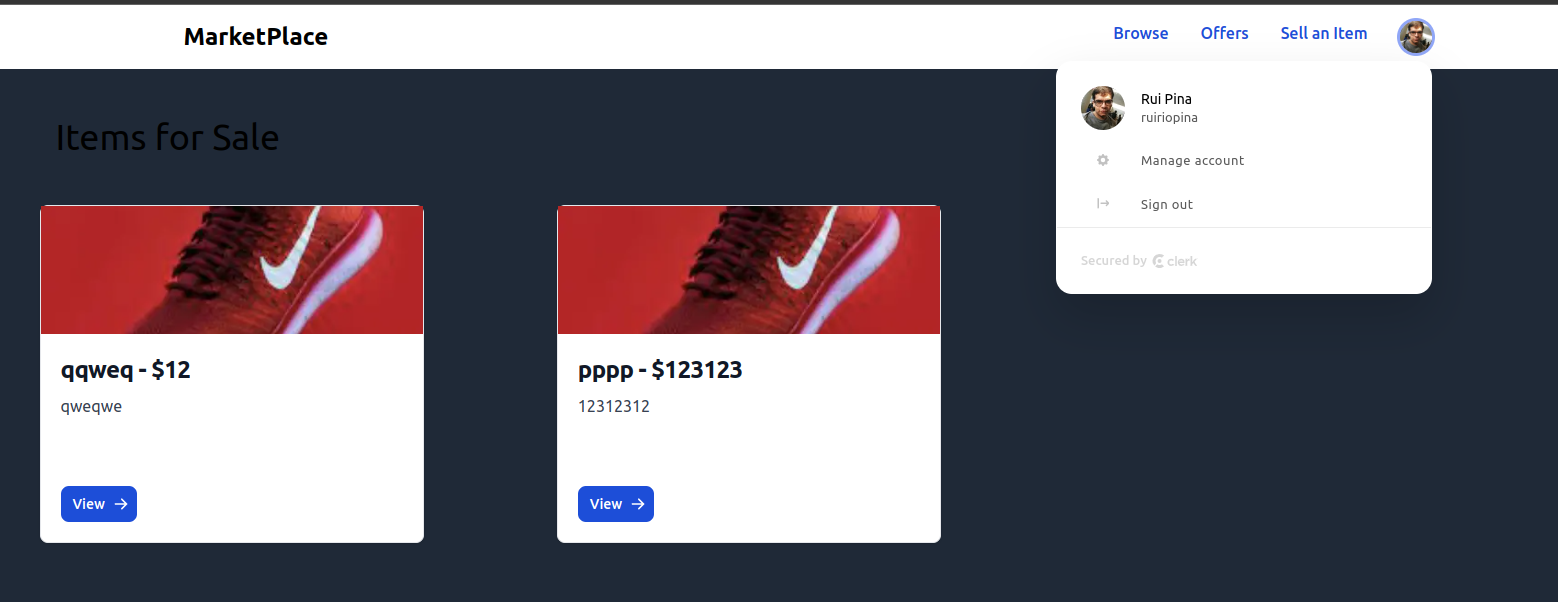 MarketPlace
Browse Offers Sell an Item
Rui Pina
ruiriopina
Manage account
Sign out
Secured by clerk
Items for Sale
qqweq - $12
qweqwe
View
pppp - $123123
12312312
View